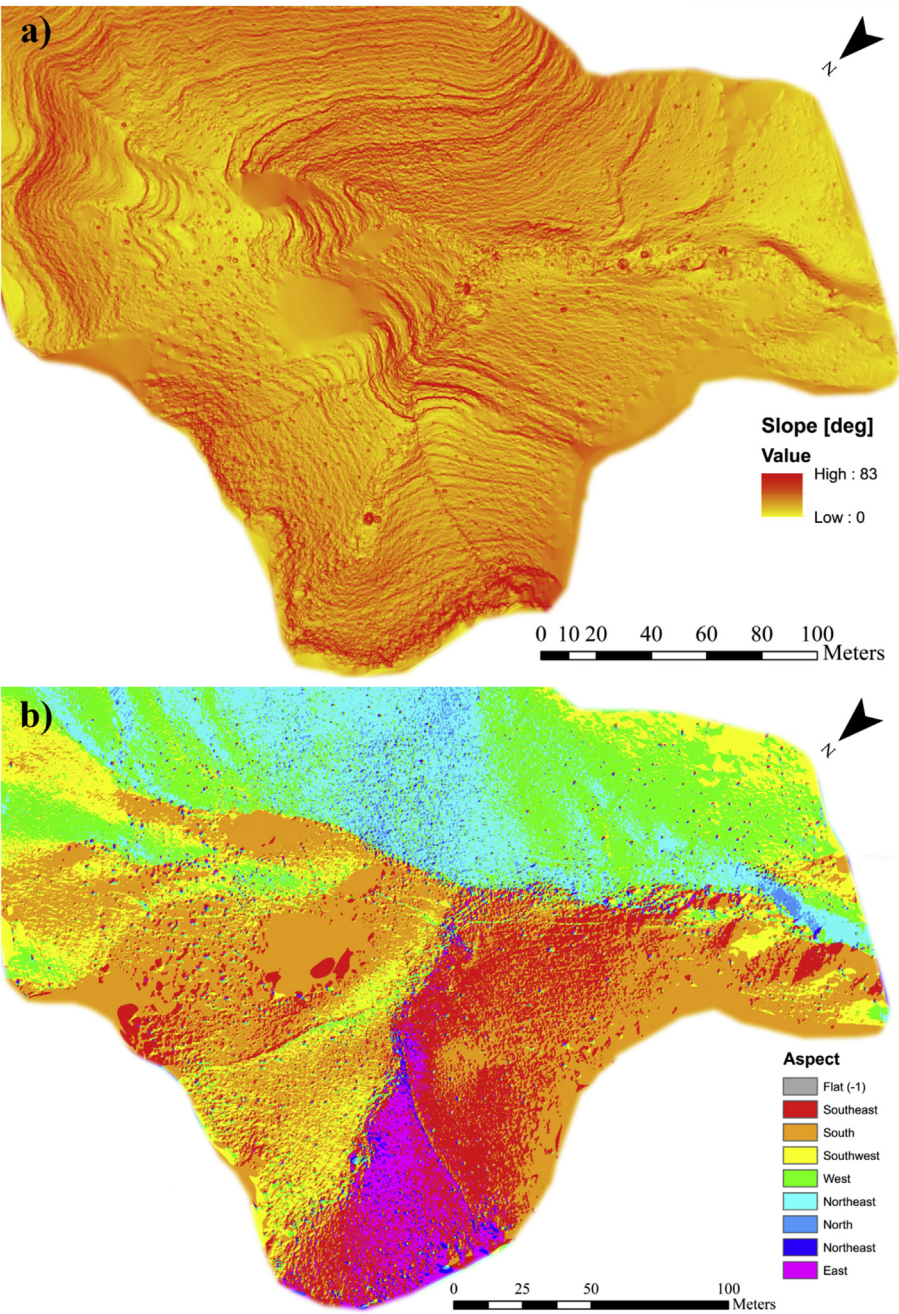 a)
N
Slope [deg]
Value
High : 83
Low : 0
0 10 20 40 60 80 100
Meters
b)
N
Aspect
Flat (-1)
Southeast
South
Southwest
West
Northeast
North
Northeast
East
0 25 50 100
Meters